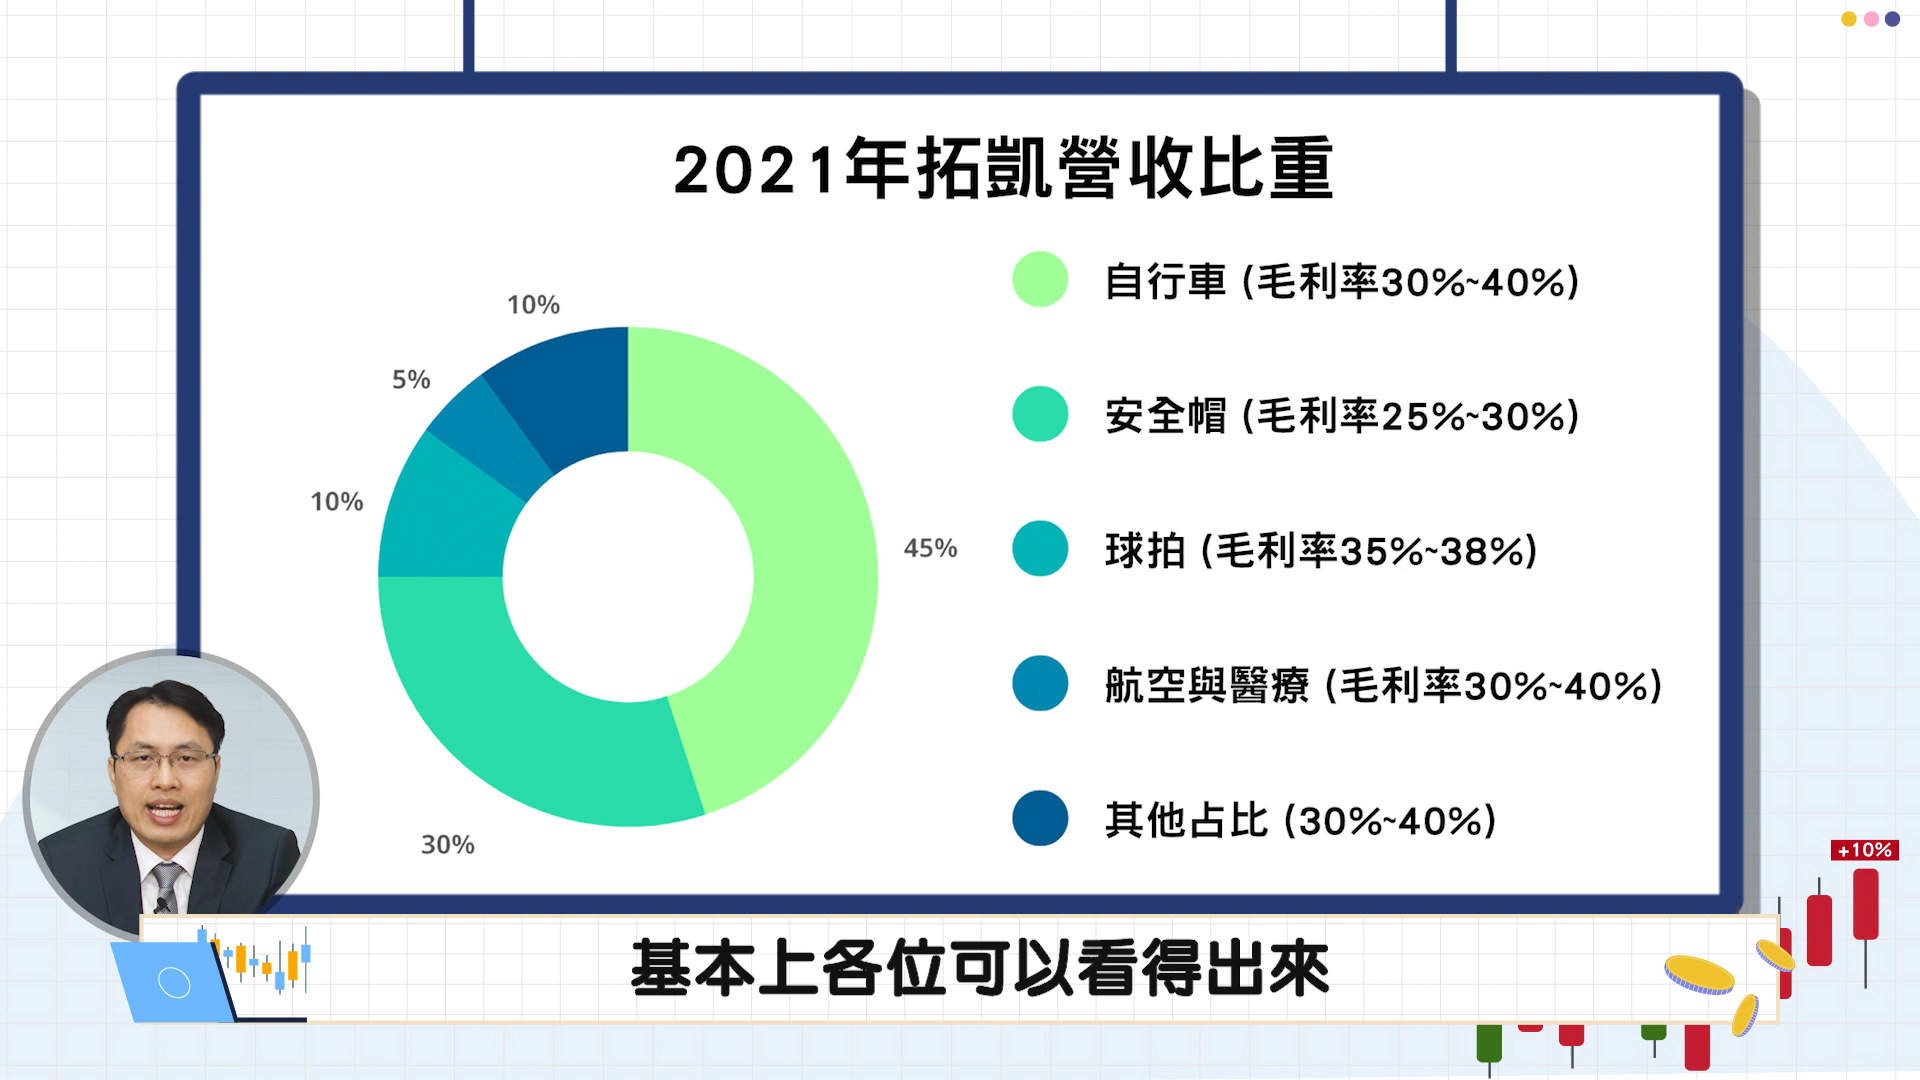 2021年拓凱營收比重
10%
5%
10%
45%
30%
自行車 (毛利率30%~40%)
安全帽 (毛利率25%~30%)
球拍 (毛利率35%~38%)
航空與醫療 (毛利率30%~40%)
其他占比 (30%~40%)
+10%
基本上各位可以看得出來